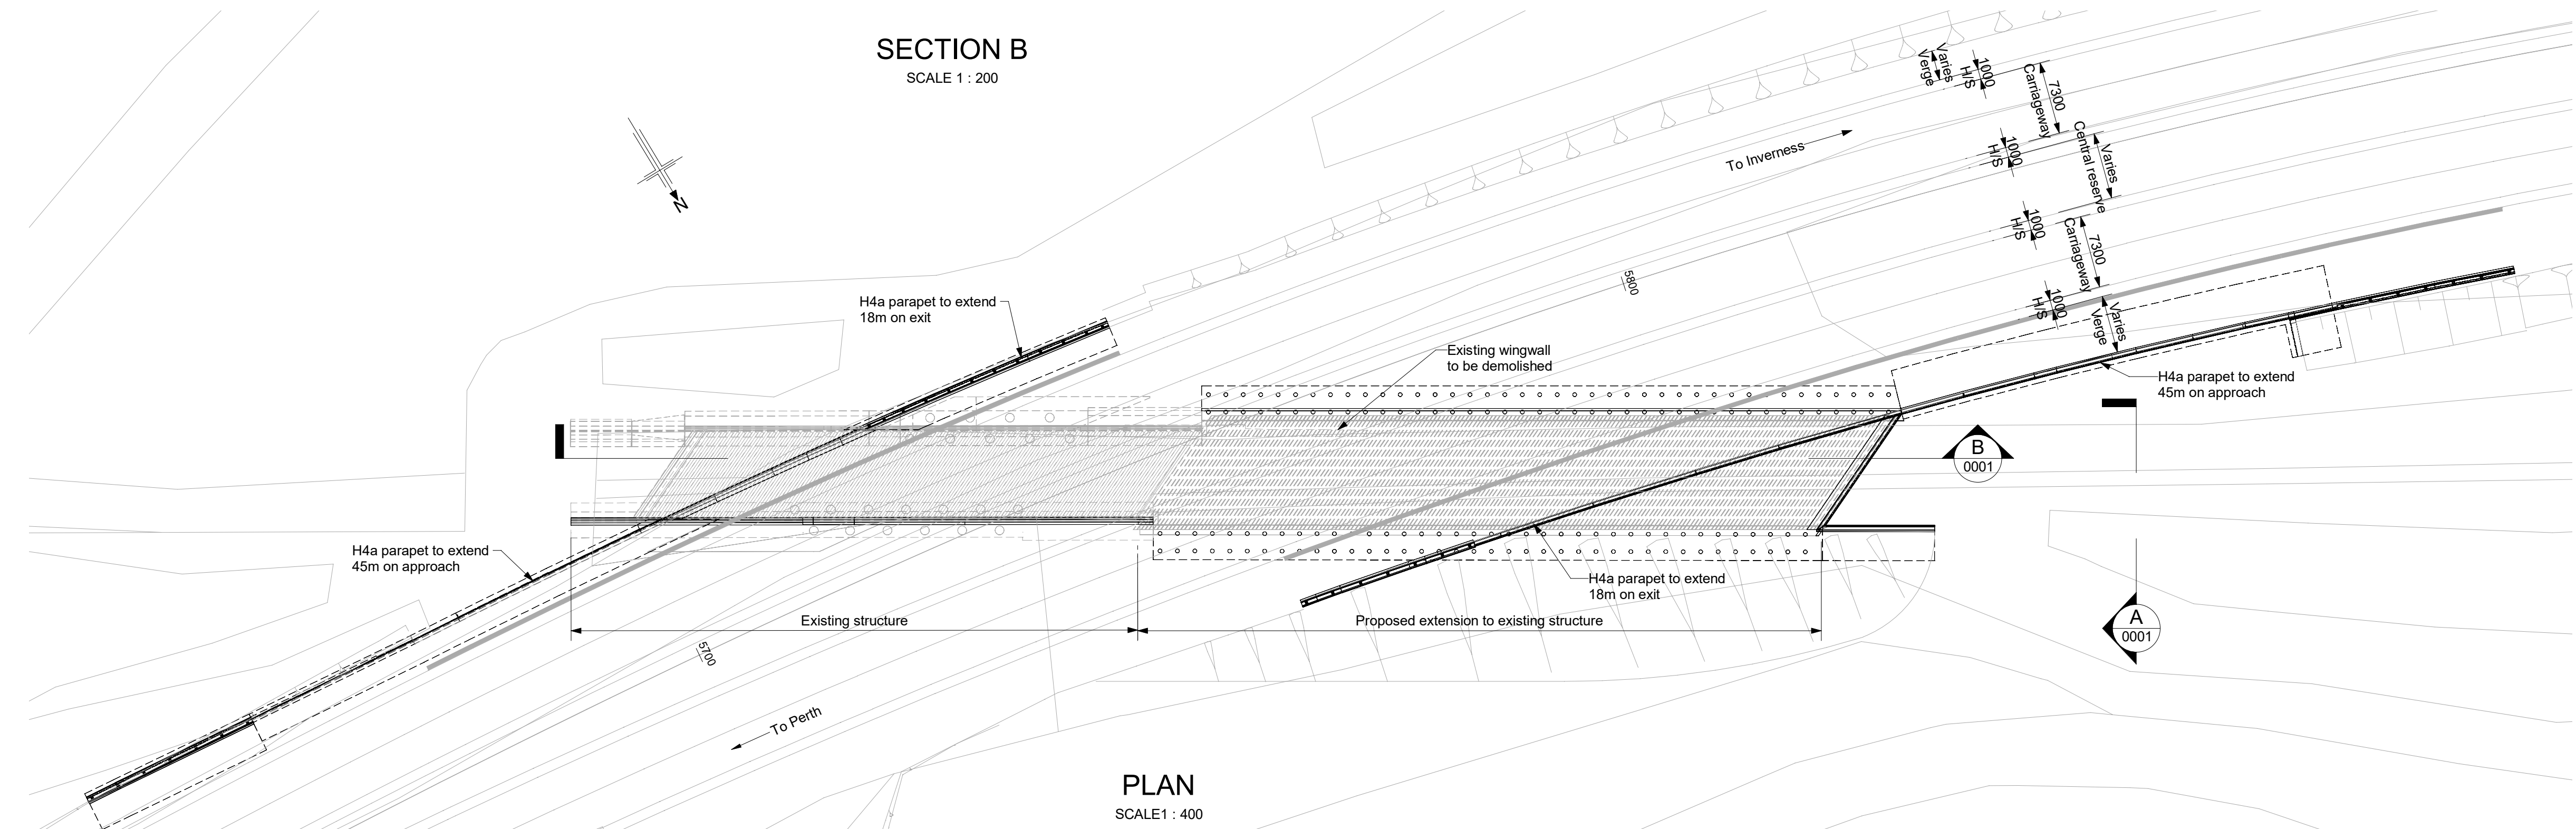 SECTION B
SCALE 1 : 200
Varies
Verge
1000
H/S
7300
Carriageway
1000
H/S
Varies
Central reserve
1000
H/S
7300
Carriageway
1000
H/S
Varies
Verge
To Inverness
N
5800
H4a parapet to extend
18m on exit
Existing wingwall
to be demolished
H4a parapet to extend
45m on approach
B
0001
H4a parapet to extend
45m on approach
H4a parapet to extend
18m on exit
Existing structure
Proposed extension to existing structure
A
0001
5700
To Perth
PLAN
SCALE1 : 400